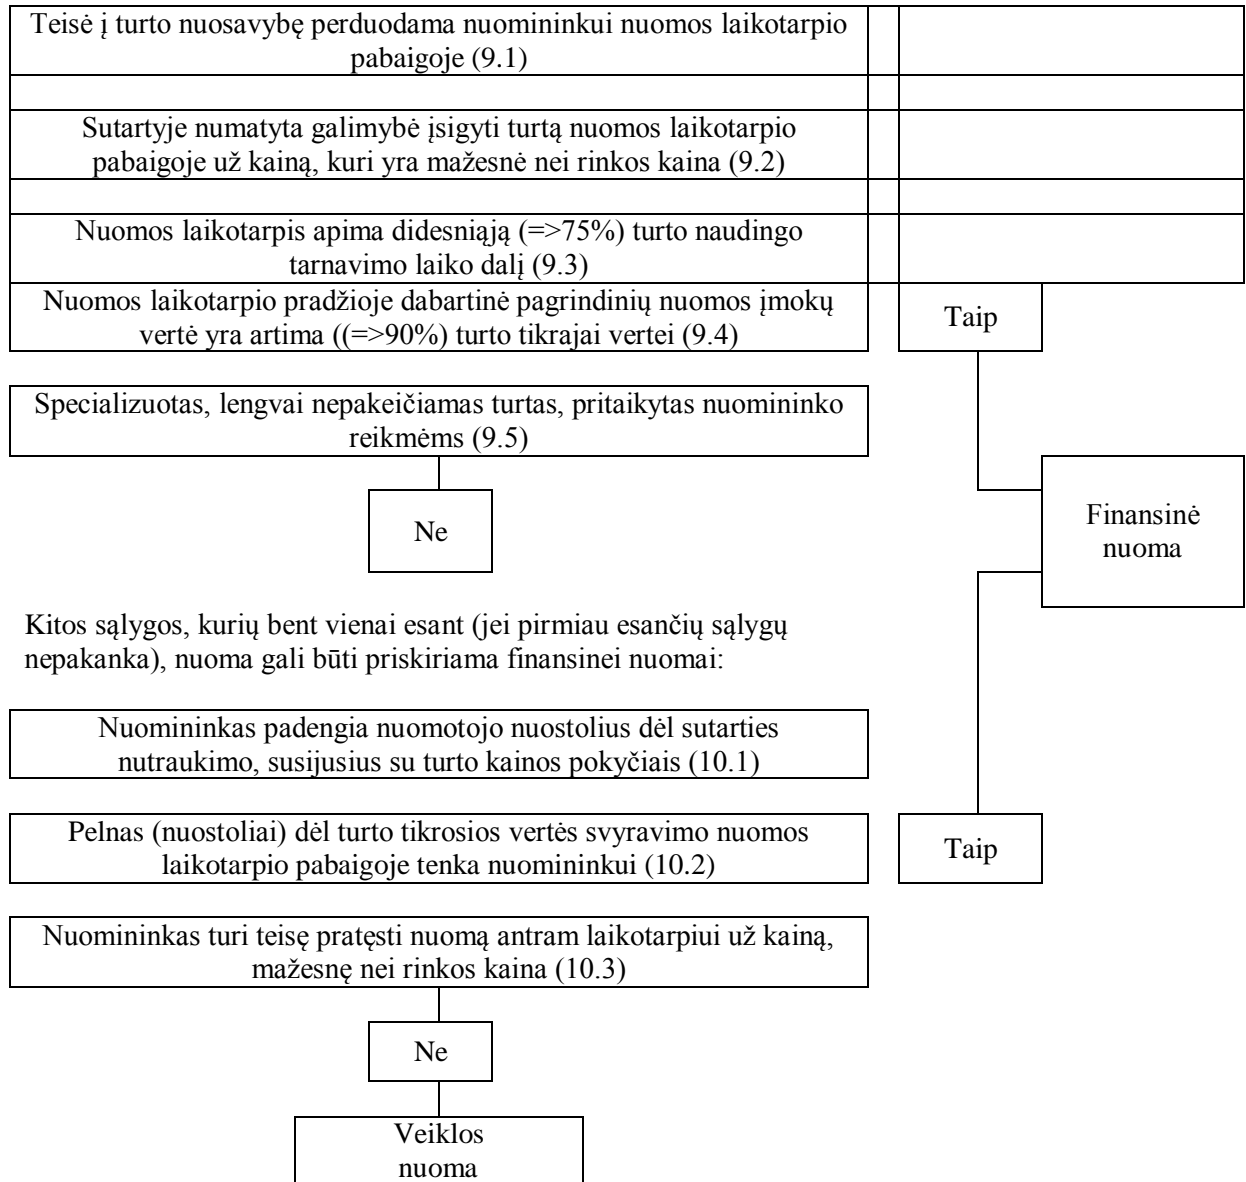 Teisė į turto nuosavybę perduodama nuomininkui nuomos laikotarpio
pabaigoje (9.1)
Sutartyje numatyta galimybė įsigyti turtą nuomos laikotarpio
pabaigoje už kainą, kuri yra mažesnė nei rinkos kaina (9.2)
Nuomos laikotarpis apima didesniąją (=>75%) turto naudingo
tarnavimo laiko dalį (9.3)
Nuomos laikotarpio pradžioje dabartinė pagrindinių nuomos įmokų
vertė yra artima ((=>90%) turto tikrajai vertei (9.4)
Taip
Specializuotas, lengvai nepakeičiamas turtas, pritaikytas nuomininko
reikmėms (9.5)
Ne
Finansinė
nuoma
Kitos sąlygos, kurių bent vienai esant (jei pirmiau esančių sąlygų
nepakanka), nuoma gali būti priskiriama finansinei nuomai:
Nuomininkas padengia nuomotojo nuostolius dėl sutarties
nutraukimo, susijusius su turto kainos pokyčiais (10.1)
Pelnas (nuostoliai) dėl turto tikrosios vertės svyravimo nuomos
laikotarpio pabaigoje tenka nuomininkui (10.2)
Taip
Nuomininkas turi teisę pratęsti nuomą antram laikotarpiui už kainą,
mažesnę nei rinkos kaina (10.3)
Ne
Veiklos
nuoma